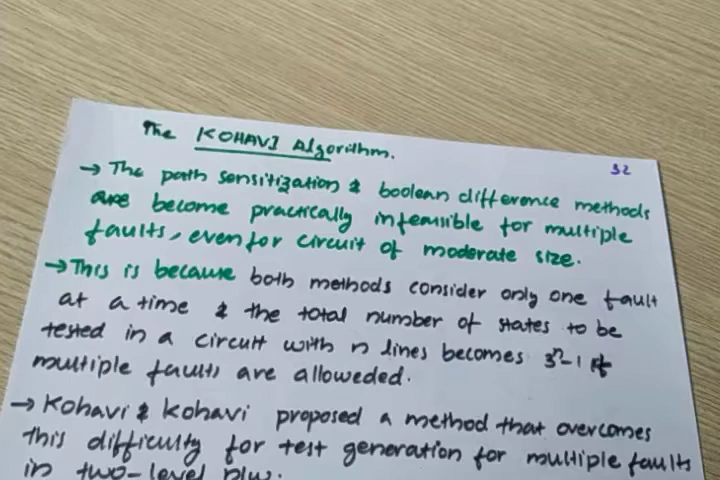 The KOHAVI Algorithm.
32
→ The path sensitization & boolean difference methods
are become practically infeasible for multiple
faults, even for circuit of moderate size.
→ This is because both methods consider only one fault
at a time & the total number of states to be
tested in a circuit with n lines becomes 3ⁿ-1 if
multiple faults are alloweded.
→ Kohavi & Kohavi proposed a method that overcomes
this difficulty for test generation for multiple faults
in two-level